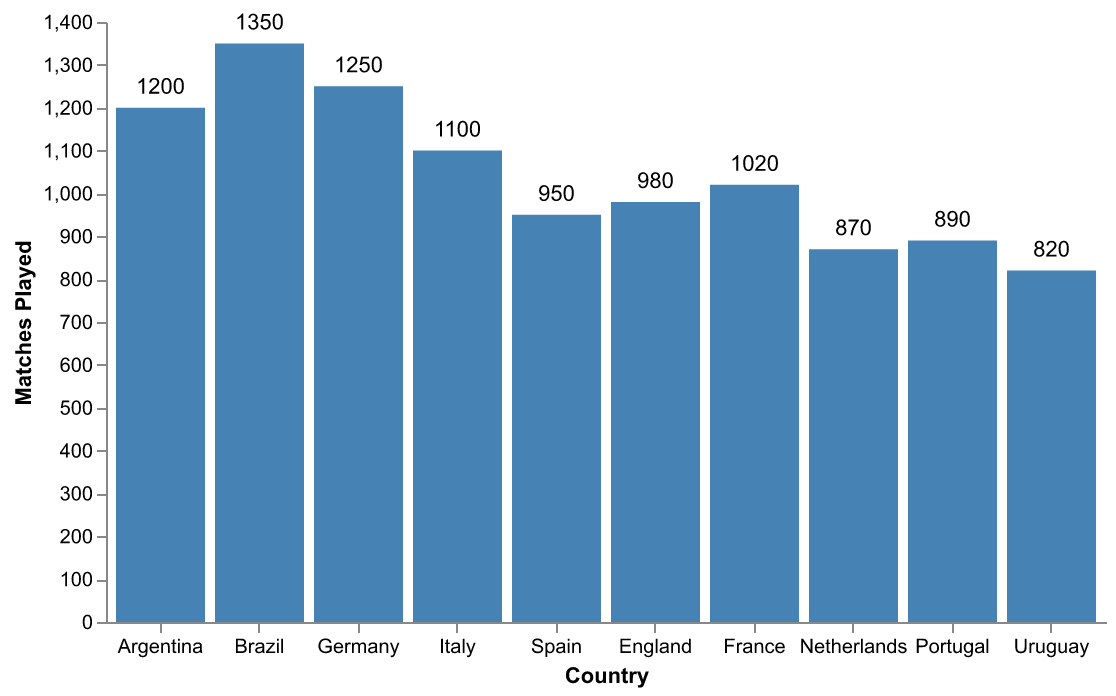 Matches Played
1,400
1,300
1,200
1,100
1,000
900
800
700
600
500
400
300
200
100
0
1200
1350
1250
1100
950
980
1020
870
890
820
Argentina
Brazil
Germany
Italy
Spain
England
France
Netherlands
Portugal
Uruguay
Country